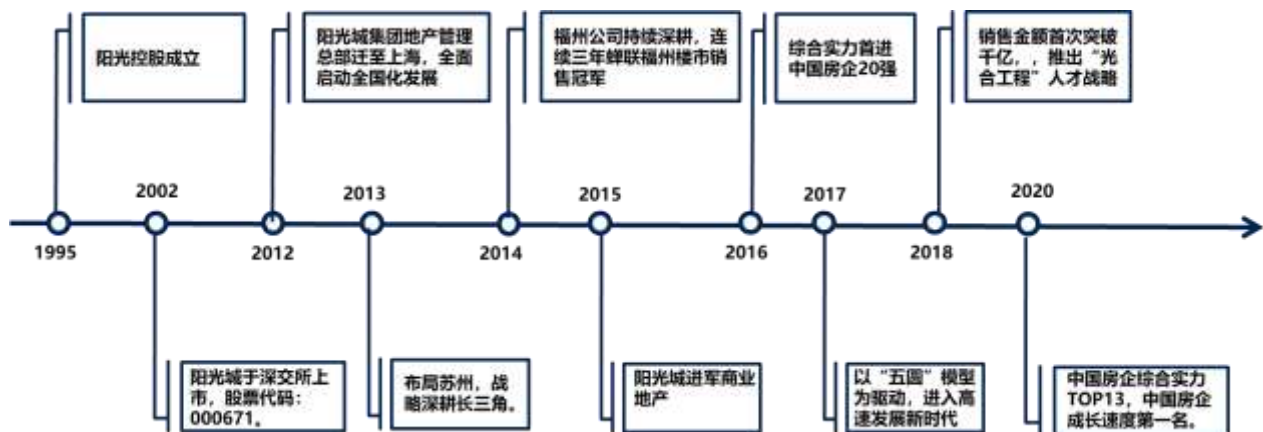 阳光控股成立
阳光城集团地产管理
总部迁至上海，全面
启动全国化发展
福州公司持续深耕，连
续三年蝉联福州楼市销
售冠军
综合实力首进
中国房企20强
销售金额首次突破
千亿，，推出“光
合工程”人才战略
2002
2013
2015
2017
2020
1995
2012
2014
2016
2018
阳光城于深交所上
市，股票代码：
000671。
布局苏州，战
略深耕长三角。
阳光城进军商业
地产
以“五圆”模型
为驱动，进入高
速发展新时代
中国房企综合实力
TOP13，中国房企
成长速度第一名。